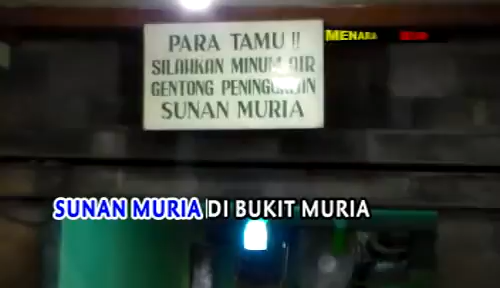 PARA TAMU !!
SILAHKAN MINUM AIR
GENTONG PENINGGALAN
SUNAN MURIA
MENARA
SUNAN MURIA DI BUKIT MURIA